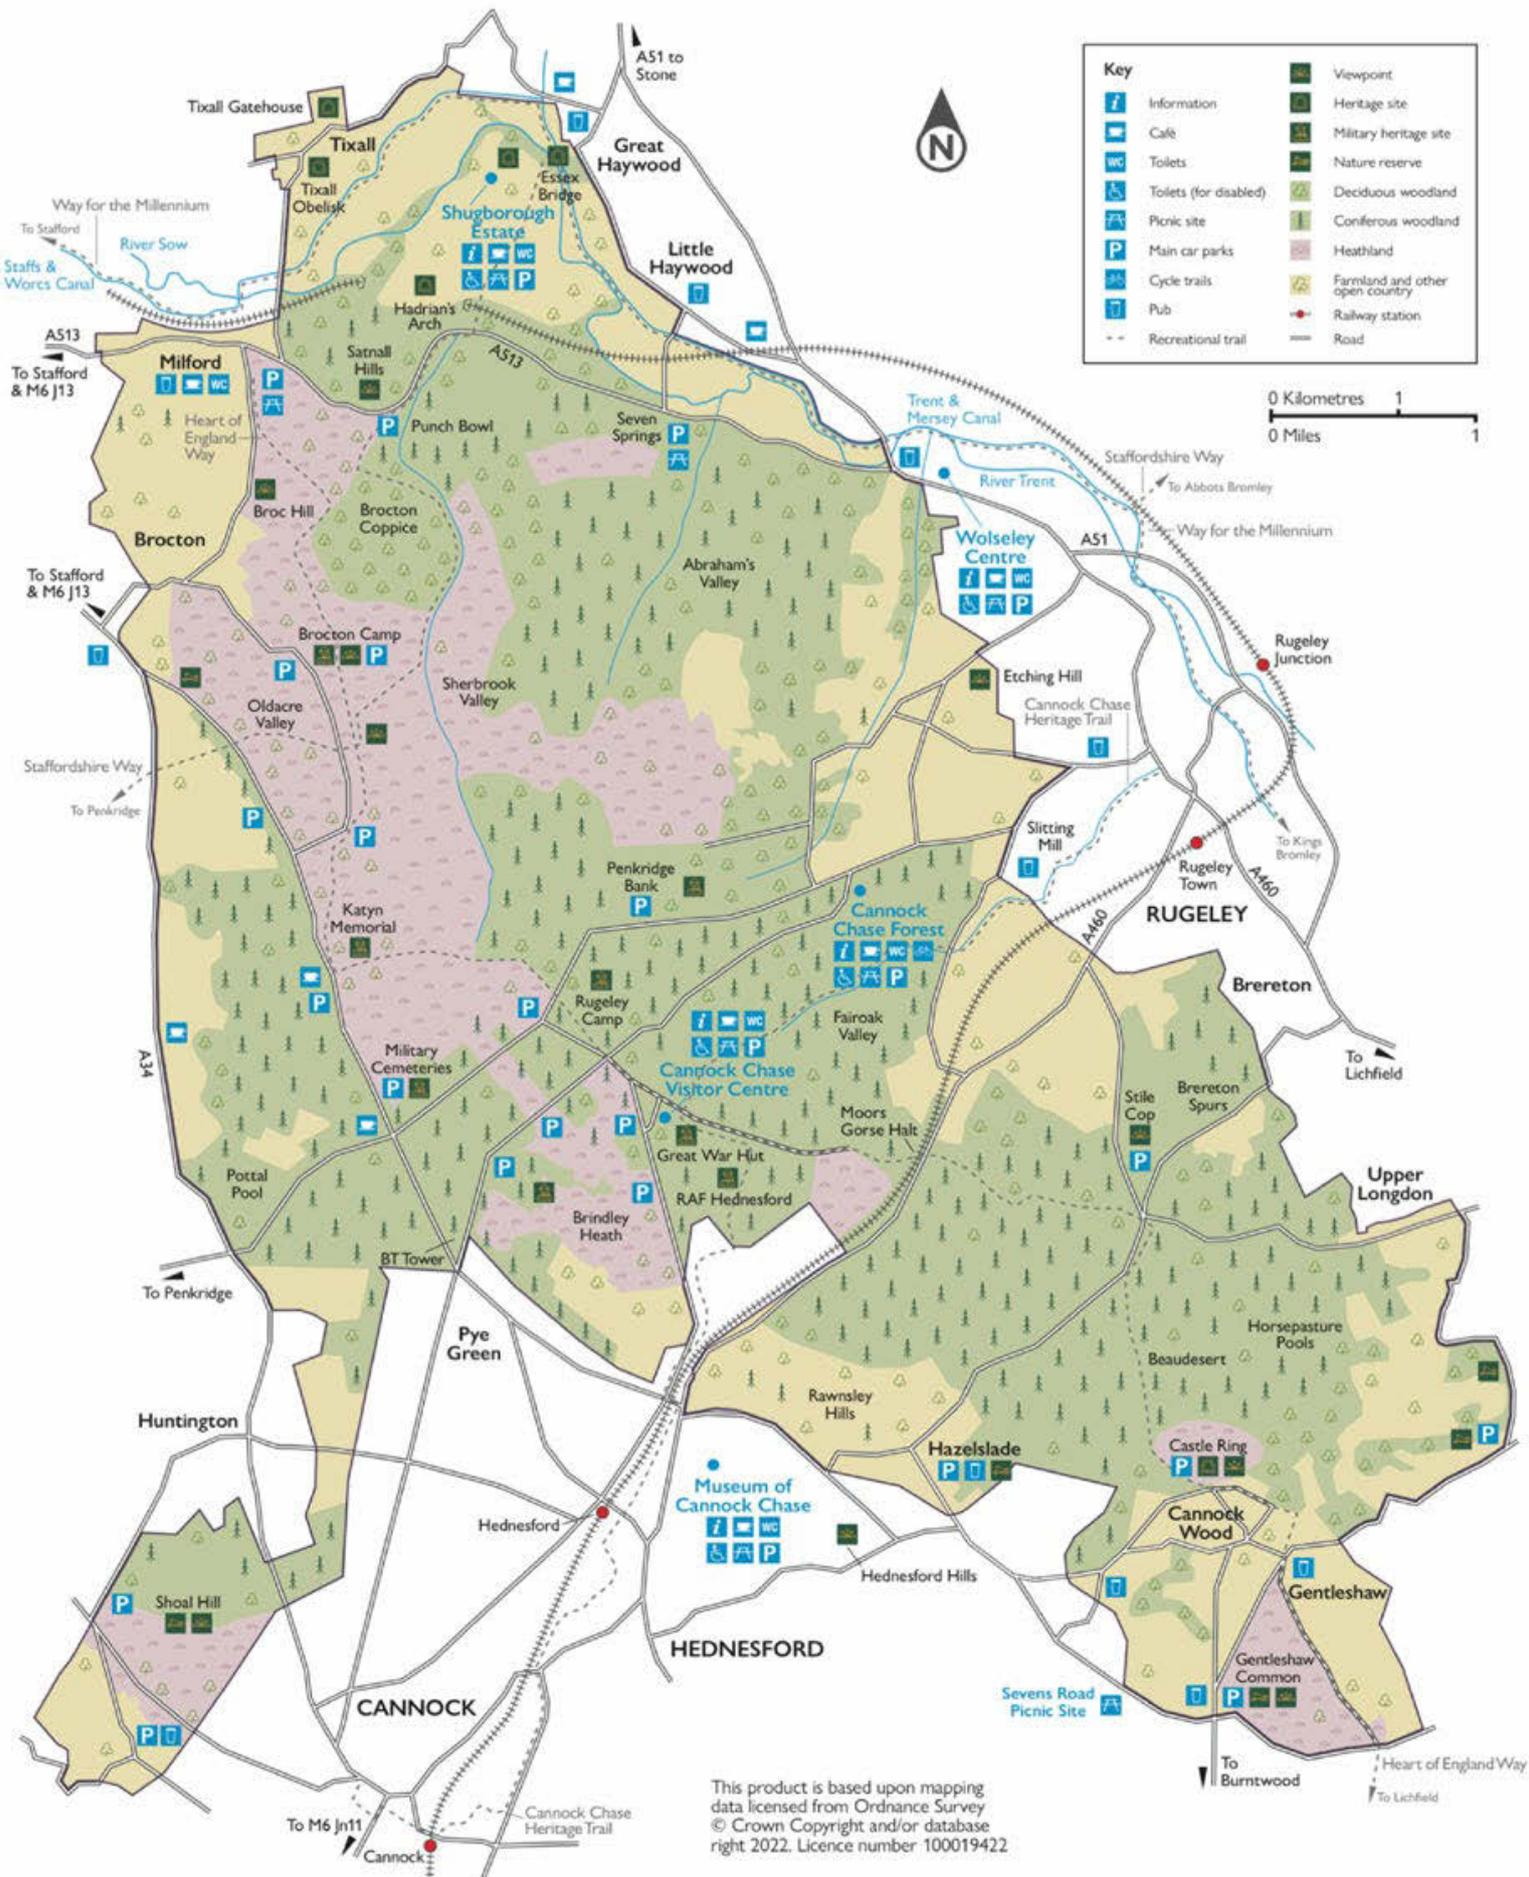 A51 to
Stone
Tixall Gatehouse
Tixall
Tixall
Obelisk
Great
Haywood
Essex
Bridge
Way for the Millennium
To Stafford
River Sow
Staffs &
Worcs Canal
Shugborough
Estate
Little
Haywood
Hadrian's
Arch
A513
To Stafford
& M6 J13
Milford
Satnall
Hills
A513
Heart of
England
Way
Punch Bowl
Seven
Springs
Trent &
Mersey Canal
River Trent
Staffordshire Way
To Abbots Bromley
Way for the Millennium
Broc Hill
Brocton
Coppice
Brocton
Wolseley
Centre
A51
Abraham's
Valley
To Stafford
& M6 J13
Brocton Camp
Rugeley
Junction
Sherbrook
Valley
Etching Hill
Oldacre
Valley
Cannock Chase
Heritage Trail
Staffordshire Way
To Penkridge
Slitting
Mill
To Kings
Bromley
Penkridge
Bank
Rugeley
Town
A460
RUGELEY
A460
Katyn
Memorial
Cannock
Chase Forest
Brereton
Rugeley
Camp
Fairoak
Valley
A34
Military
Cemeteries
Cannock Chase
Visitor Centre
To
Lichfield
Stile
Cop
Brereton
Spurs
Moors
Gorse Halt
Great War Hut
Pottal
Pool
RAF Hednesford
Upper
Longdon
Brindley
Heath
BT Tower
To Penkridge
Pye
Green
Horsepasture
Pools
Beaudesert
Rawnsley
Hills
Huntington
Hazelslade
Castle Ring
Museum of
Cannock Chase
Hednesford
Cannock
Wood
Hednesford Hills
Gentleshaw
Shoal Hill
HEDNESFORD
Gentleshaw
Common
CANNOCK
Sevens Road
Picnic Site
To
Burntwood
Heart of England Way
To Lichfield
To M6 Jn11
Cannock
Cannock Chase
Heritage Trail
This product is based upon mapping
data licensed from Ordnance Survey
© Crown Copyright and/or database
right 2022. Licence number 100019422
N
Key
Information
Café
WC Toilets
Toilets (for disabled)
Picnic site
P Main car parks
Cycle trails
Pub
Recreational trail
Viewpoint
Heritage site
Military heritage site
Nature reserve
Deciduous woodland
Coniferous woodland
Heathland
Farmland and other
open country
Railway station
Road
0 Kilometres 1
0 Miles 1